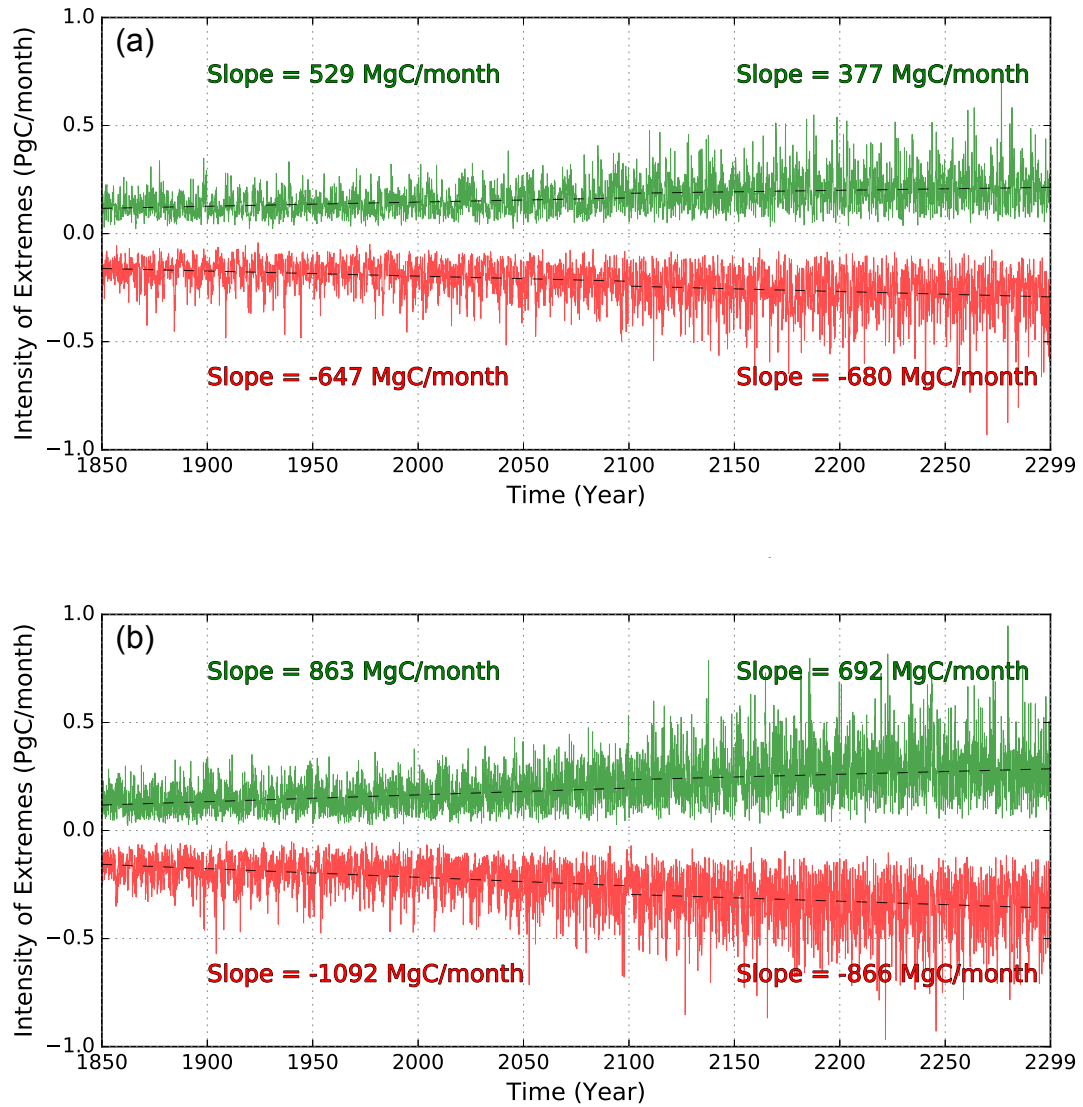 (a)
Slope = 529 MgC/month
Slope = 377 MgC/month
Slope = -647 MgC/month
Slope = -680 MgC/month
Intensity of Extremes (PgC/month)
1.0
0.5
0.0
−0.5
−1.0
1850 1900 1950 2000 2050 2100 2150 2200 2250 2299
Time (Year)
(b)
Slope = 863 MgC/month
Slope = 692 MgC/month
Slope = -1092 MgC/month
Slope = -866 MgC/month
Intensity of Extremes (PgC/month)
1.0
0.5
0.0
−0.5
−1.0
1850 1900 1950 2000 2050 2100 2150 2200 2250 2299
Time (Year)